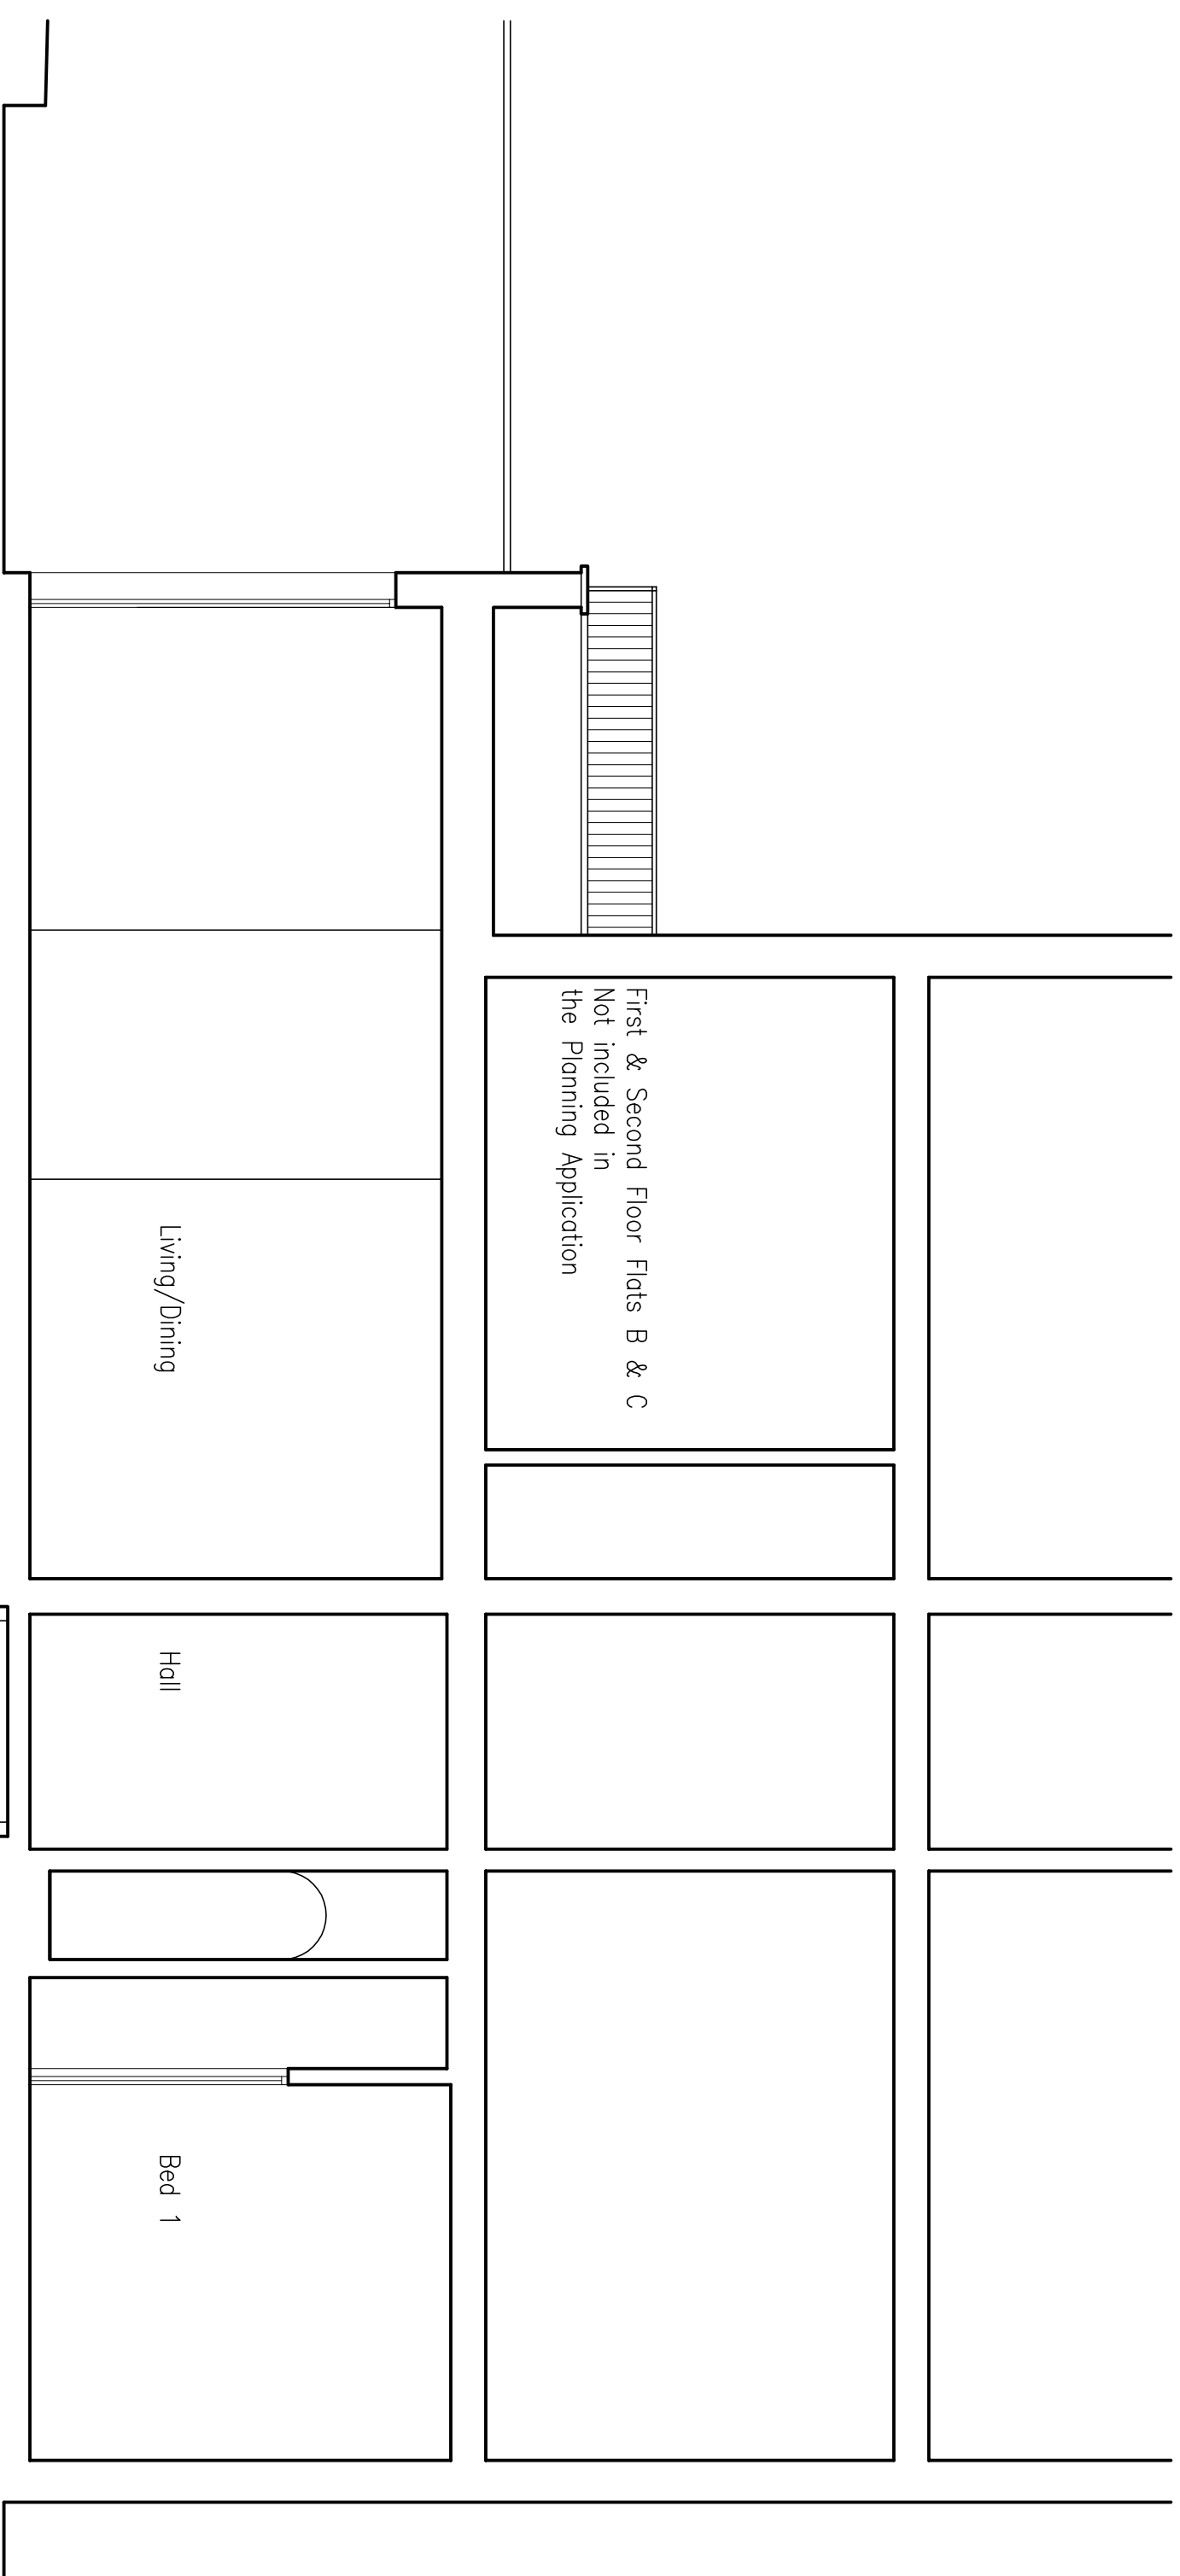 First & Second Floor Flats B & C
Not included in
the Planning Application
Living/Dining
Hall
Bed 1